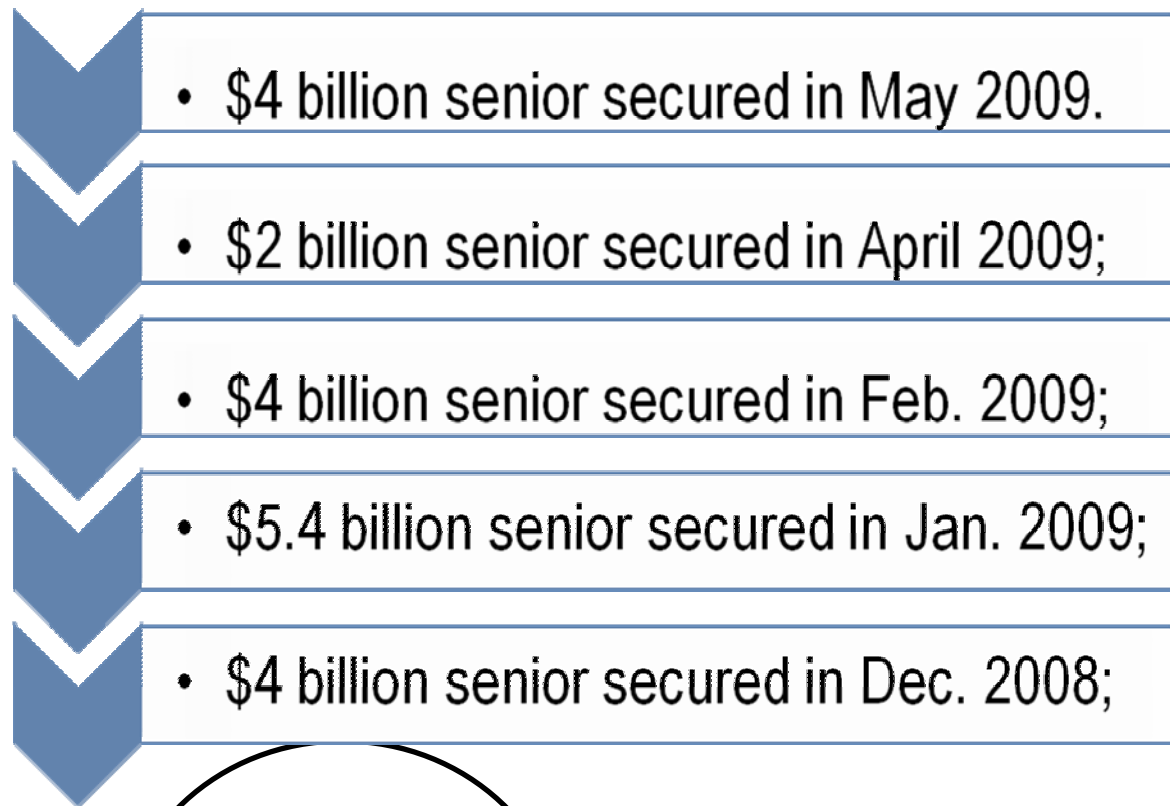 • $4 billion senior secured in May 2009.
• $2 billion senior secured in April 2009;
• $4 billion senior secured in Feb. 2009;
• $5.4 billion senior secured in Jan. 2009;
• $4 billion senior secured in Dec. 2008;